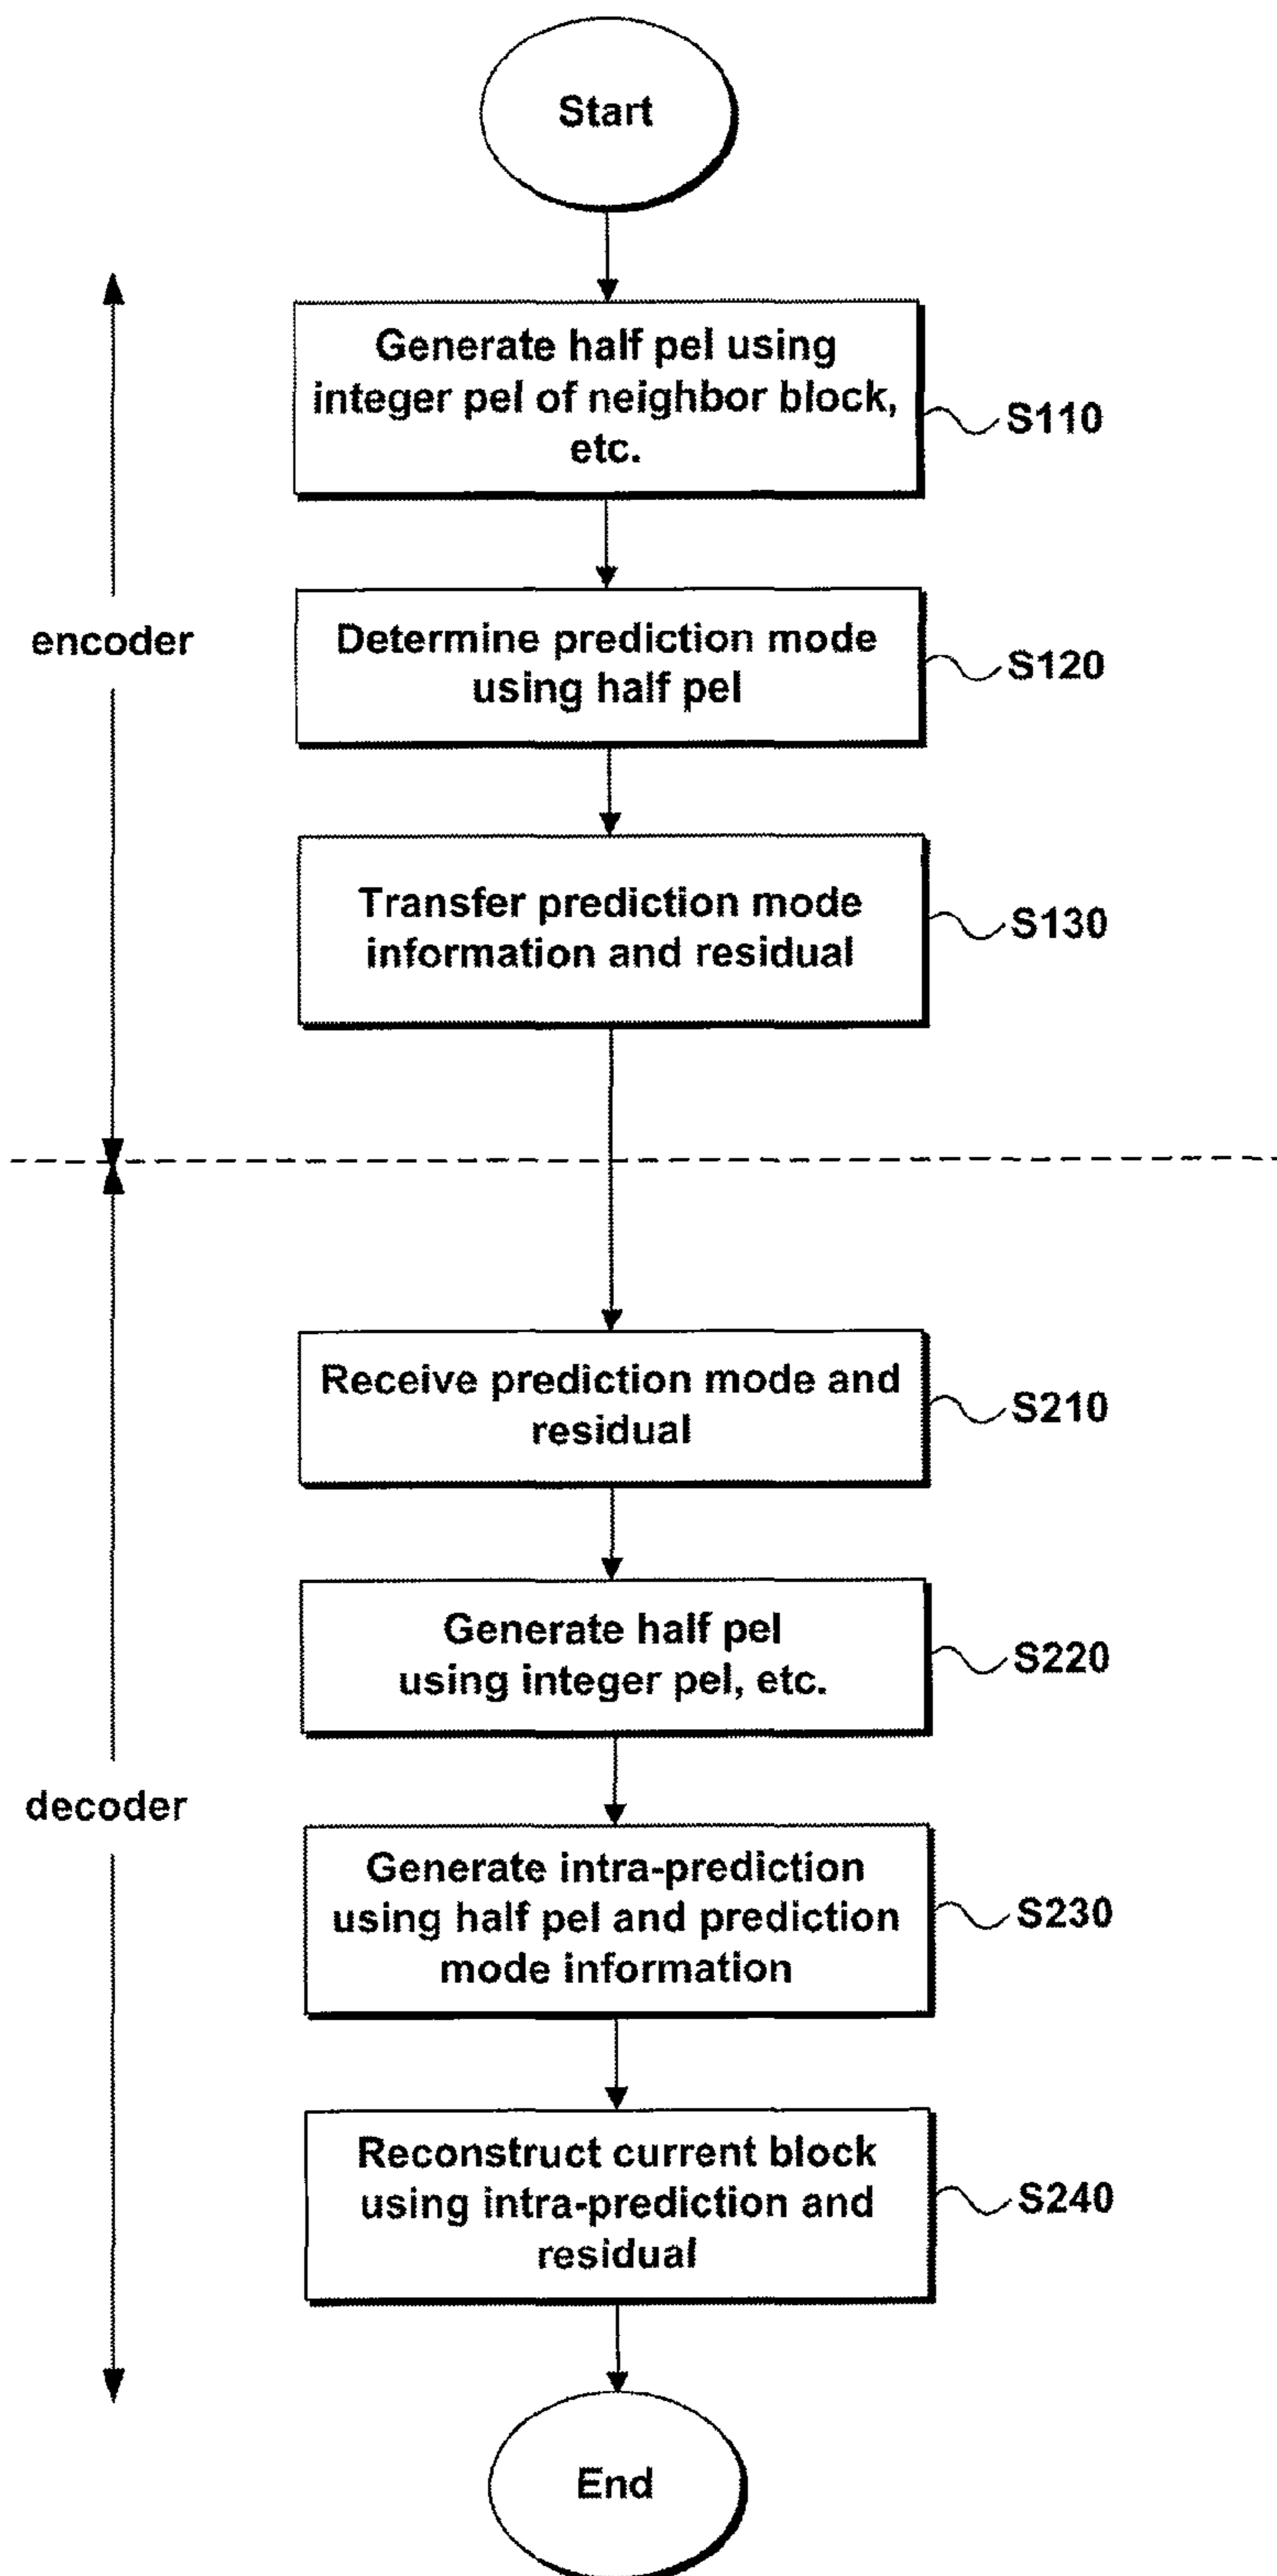 Start
Generate half pel using
integer pel of neighbor block,
etc.
S110
encoder
Determine prediction mode
using half pel
S120
Transfer prediction mode
information and residual
S130
Receive prediction mode and
residual
S210
Generate half pel
using integer pel, etc.
S220
decoder
Generate intra-prediction
using half pel and prediction
mode information
S230
Reconstruct current block
using intra-prediction and
residual
S240
End